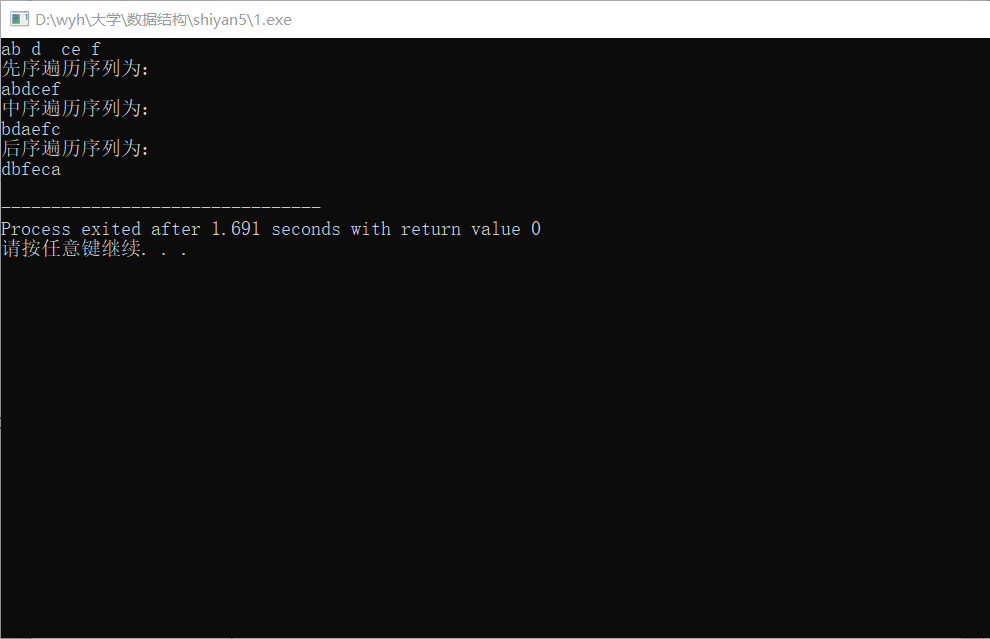 D:\wyh\大学\数据结构\shiyan5\1.exe
ab d  ce f
先序遍历序列为：
abdcef
中序遍历序列为：
bdaefc
后序遍历序列为：
dbfeca
--------------------------------
Process exited after 1.691 seconds with return value 0
请按任意键继续. . .